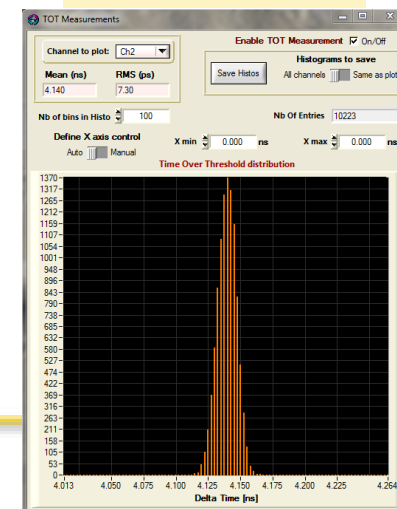 TOT Measurements
Enable TOT Measurement On/Off
Channel to plot: Ch2
Histograms to save
Mean (ns) RMS (ps)
Save Histos All channels Same as plot
4.140 7.30
Nb of bins in Histo 100 Nb Of Entries 10223
Define X axis control
Auto Manual X min 0.000 ns X max 0.000 ns
Time Over Threshold distribution
1370
1317
1265
1212
1159
1107
1054
1001
948
896
843
790
738
685
632
580
527
474
422
369
316
263
211
158
105
53
0
4.013 4.050 4.075 4.100 4.125 4.150 4.175 4.200 4.225 4.264
Delta Time [ns]